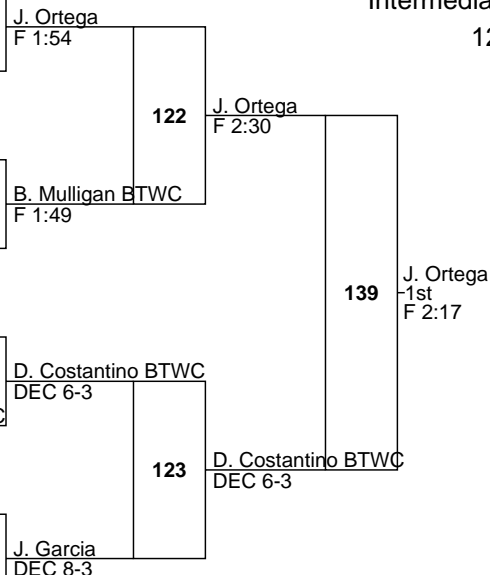 J. Ortega
F 1:54
122
J. Ortega
F 2:30
B. Mulligan BTWC
F 1:49
139
J. Ortega
1st
F 2:17
D. Costantino BTWC
DEC 6-3
123
D. Costantino BTWC
DEC 6-3
J. Garcia
DEC 8-3